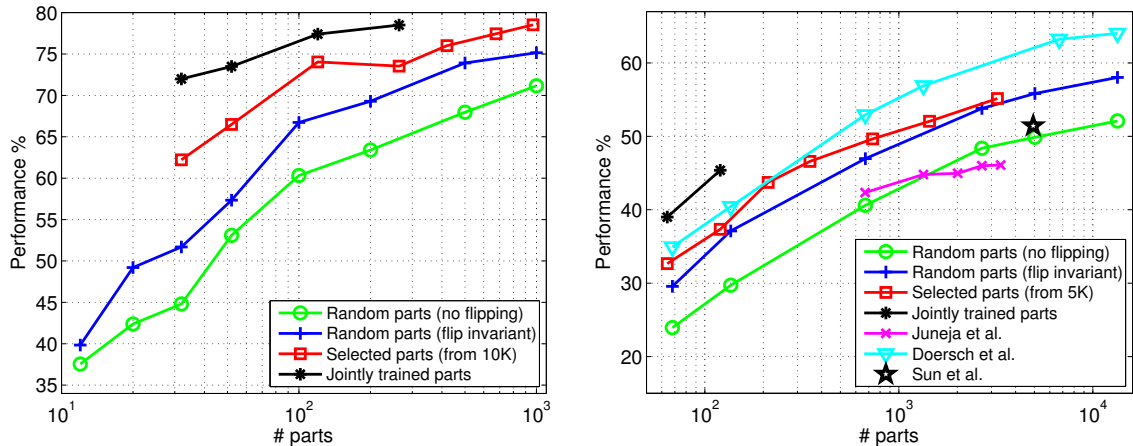 80
75
70
65
60
55
50
45
40
35
Performance %
10^1
10^2
10^3
# parts
Random parts (no flipping)
Random parts (flip invariant)
Selected parts (from 10K)
Jointly trained parts
60
50
40
30
20
Performance %
10^2
10^3
10^4
# parts
Random parts (no flipping)
Random parts (flip invariant)
Selected parts (from 5K)
Jointly trained parts
Juneja et al.
Doersch et al.
Sun et al.